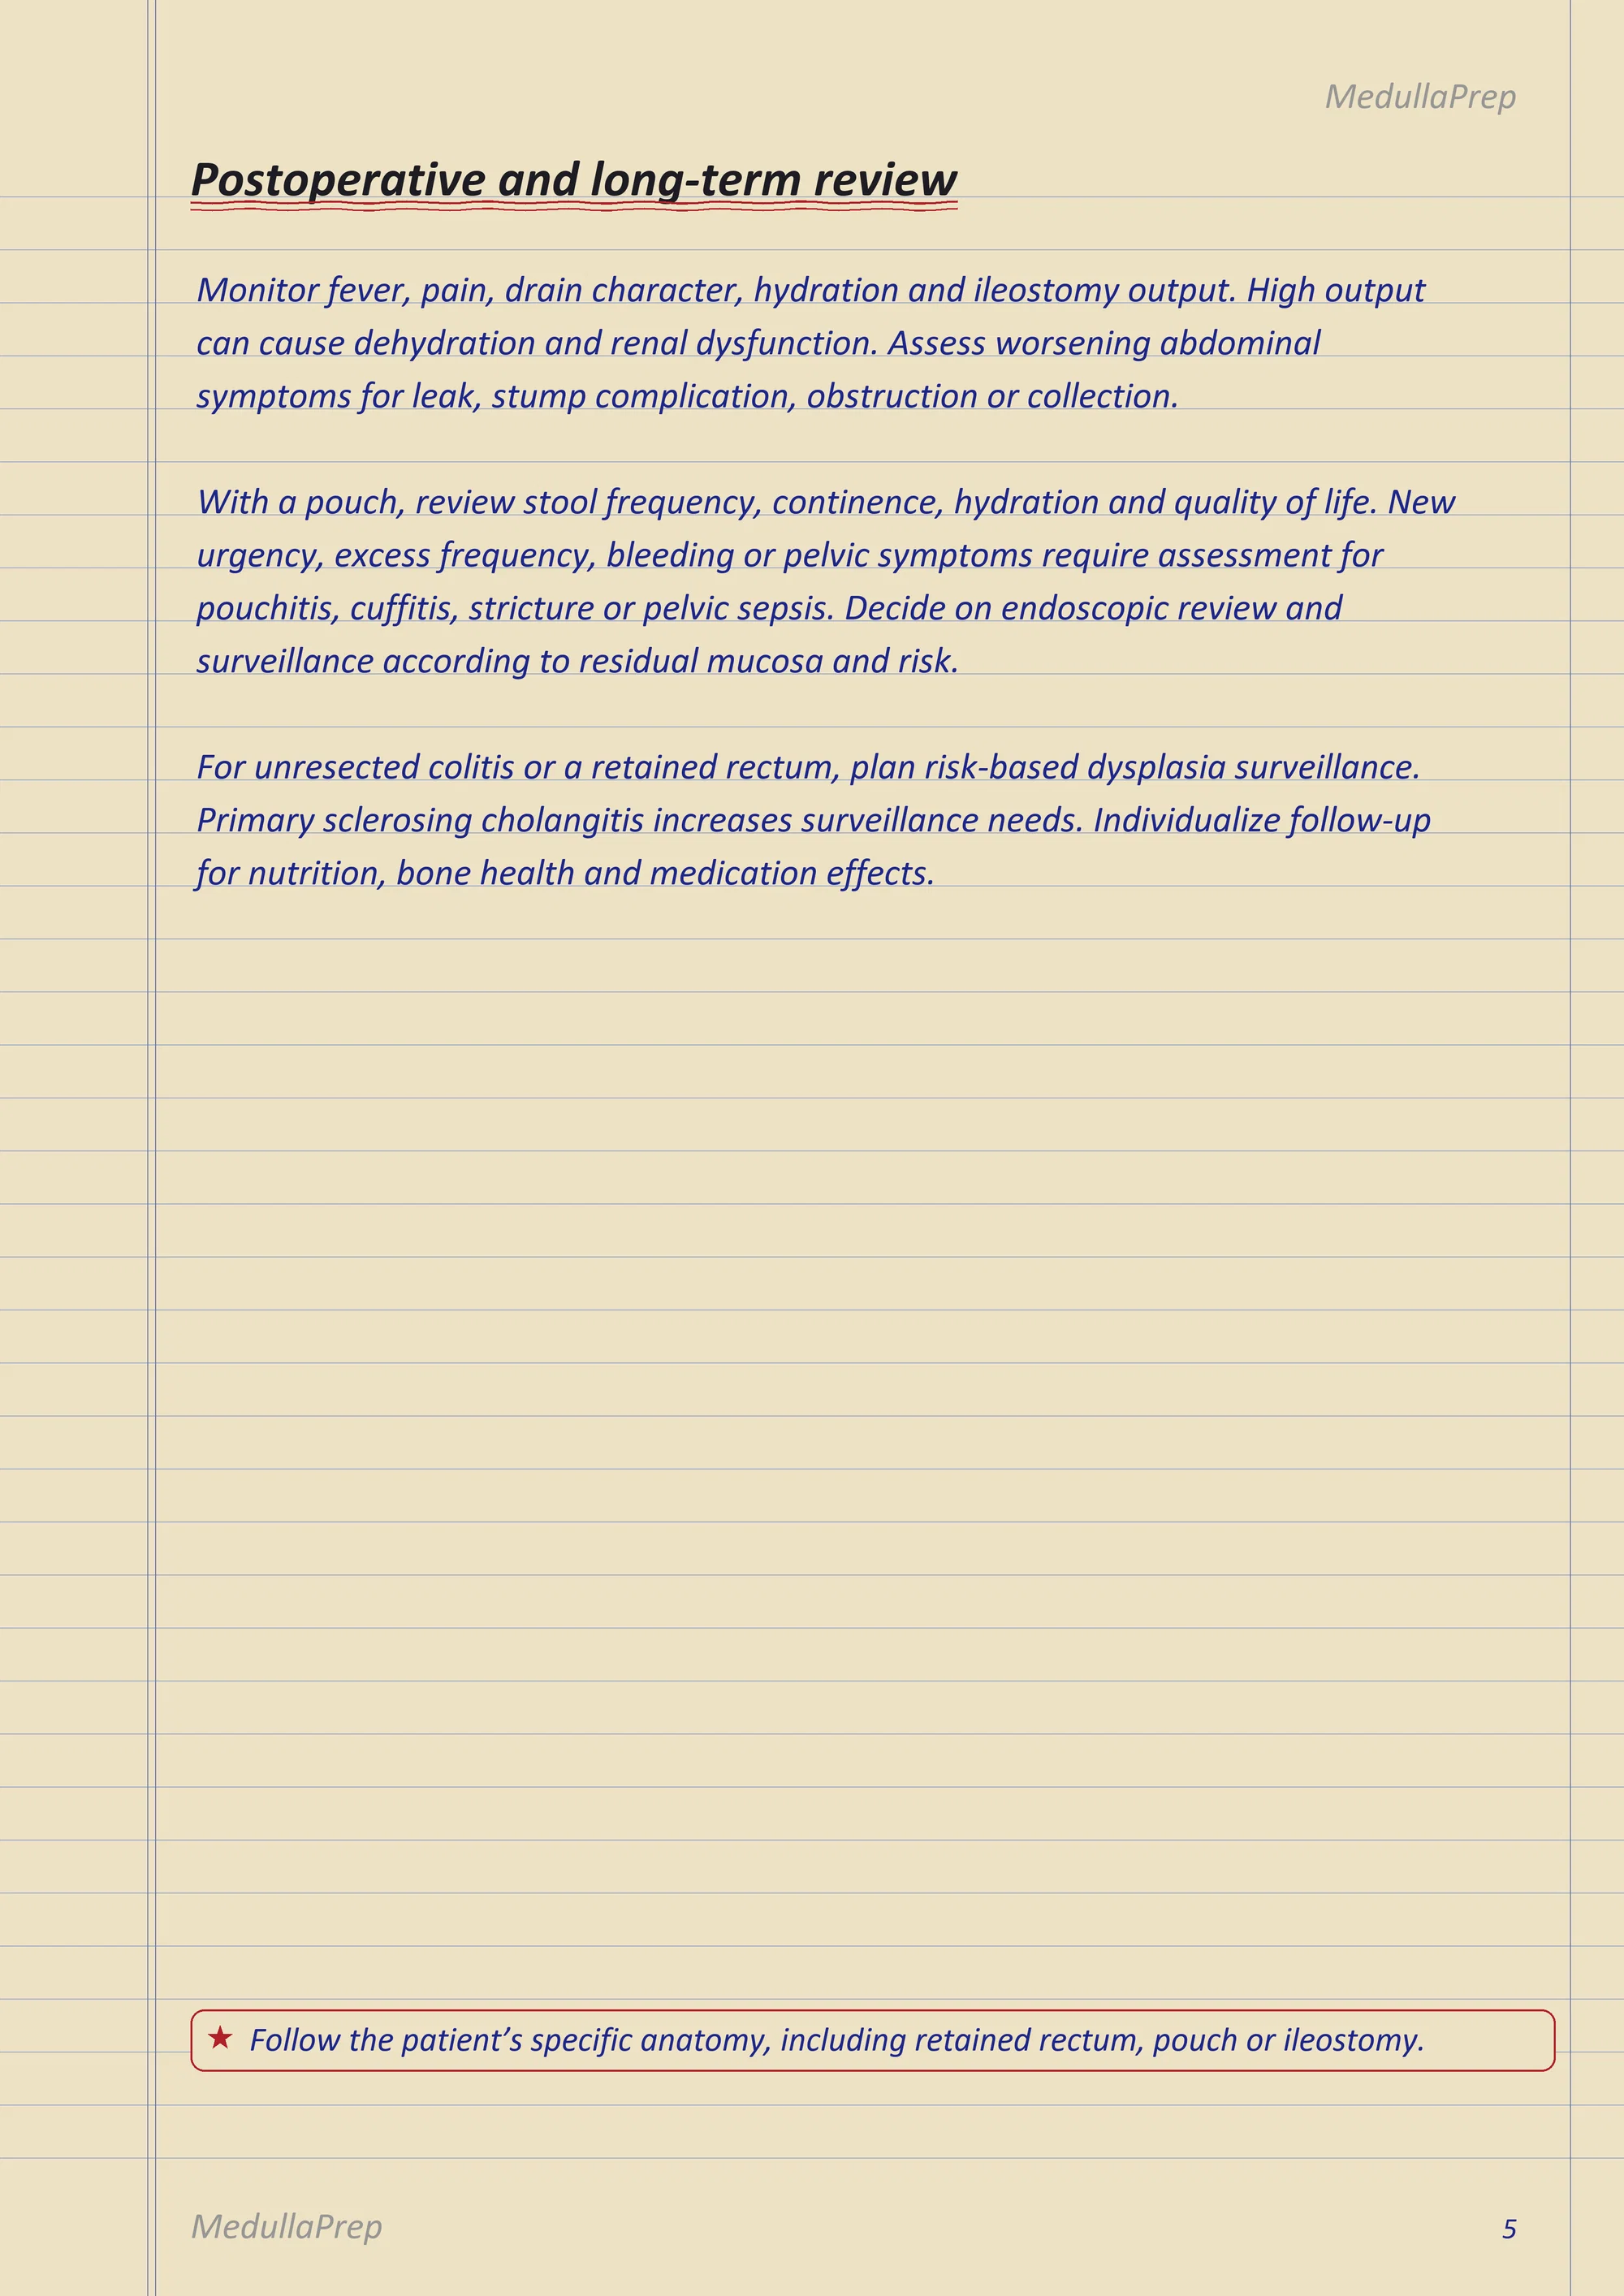 MedullaPrep
Postoperative and long-term review
Monitor fever, pain, drain character, hydration and ileostomy output. High output
can cause dehydration and renal dysfunction. Assess worsening abdominal
symptoms for leak, stump complication, obstruction or collection.
With a pouch, review stool frequency, continence, hydration and quality of life. New
urgency, excess frequency, bleeding or pelvic symptoms require assessment for
pouchitis, cuffitis, stricture or pelvic sepsis. Decide on endoscopic review and
surveillance according to residual mucosa and risk.
For unresected colitis or a retained rectum, plan risk-based dysplasia surveillance.
Primary sclerosing cholangitis increases surveillance needs. Individualize follow-up
for nutrition, bone health and medication effects.
★ Follow the patient’s specific anatomy, including retained rectum, pouch or ileostomy.
MedullaPrep
5